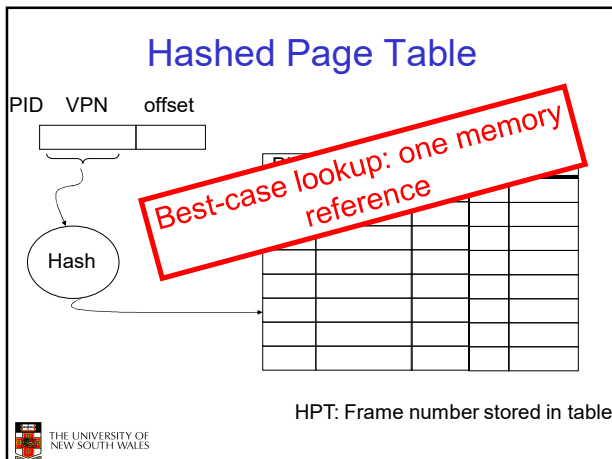 Hashed Page Table
PID VPN offset
Best-case lookup: one memory
reference
Hash
HPT: Frame number stored in table
THE UNIVERSITY OF
NEW SOUTH WALES